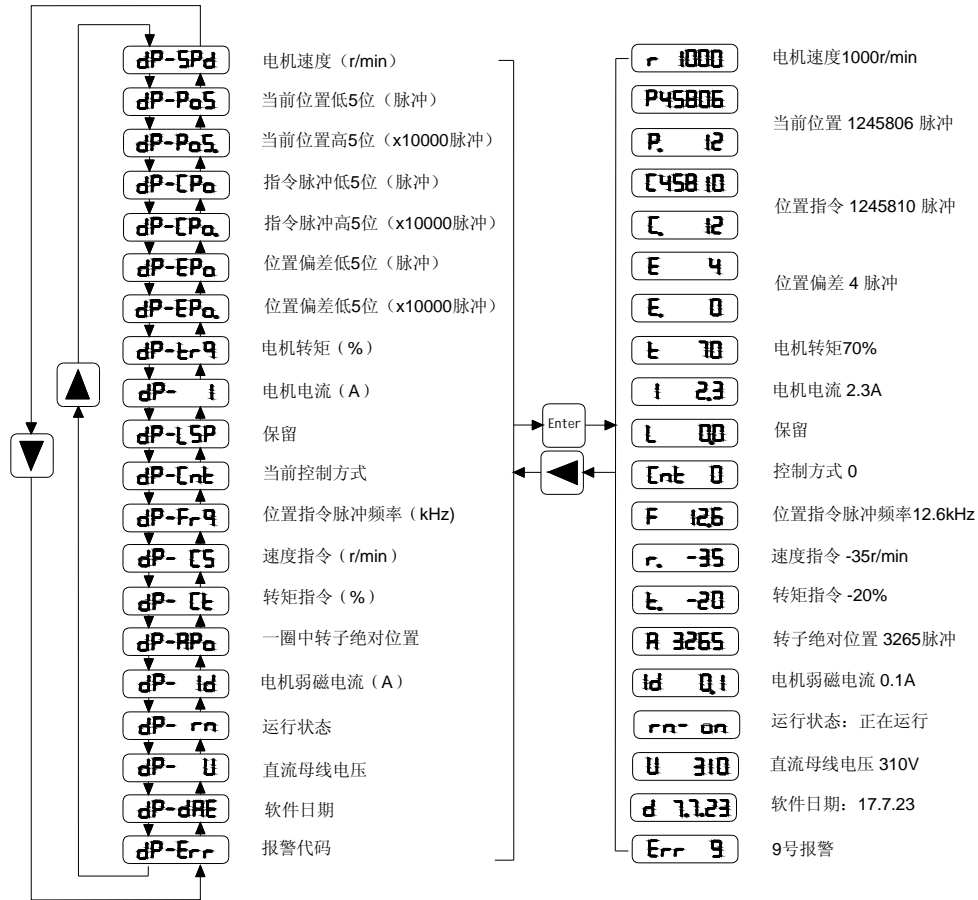 dP-SPd 电机速度（r/min） r 1000 电机速度1000r/min
dP-PoS 当前位置低5位（脉冲） P45806
当前位置 1245806 脉冲
dP-PoS. 当前位置高5位（x10000脉冲） P. 12
dP-CPo 指令脉冲低5位（脉冲） C45810
位置指令 1245810 脉冲
dP-CPo. 指令脉冲高5位（x10000脉冲） C. 12
dP-EPo 位置偏差低5位（脉冲） E 4
位置偏差 4 脉冲
dP-EPo. 位置偏差低5位（x10000脉冲） E. 0
dP-trq 电机转矩（%） t 70 电机转矩70%
dP- I 电机电流（A） I 2.3 电机电流 2.3A
dP-LSP 保留 L 0.0 保留
Enter
dP-Cnt 当前控制方式 Cnt 0 控制方式 0
dP-Frq 位置指令脉冲频率（kHz) F 12.6 位置指令脉冲频率12.6kHz
dP- CS 速度指令（r/min） r. -35 速度指令 -35r/min
dP- Ct 转矩指令（%） t. -20 转矩指令 -20%
dP-APo 一圈中转子绝对位置 A 3265 转子绝对位置 3265脉冲
dP- Id 电机弱磁电流（A） Id 0.1 电机弱磁电流 0.1A
dP- rn 运行状态 rn- on 运行状态：正在运行
dP- U 直流母线电压 U 310 直流母线电压 310V
dP-dAE 软件日期 d 7.7.23 软件日期：17.7.23
dP-Err 报警代码 Err 9 9号报警